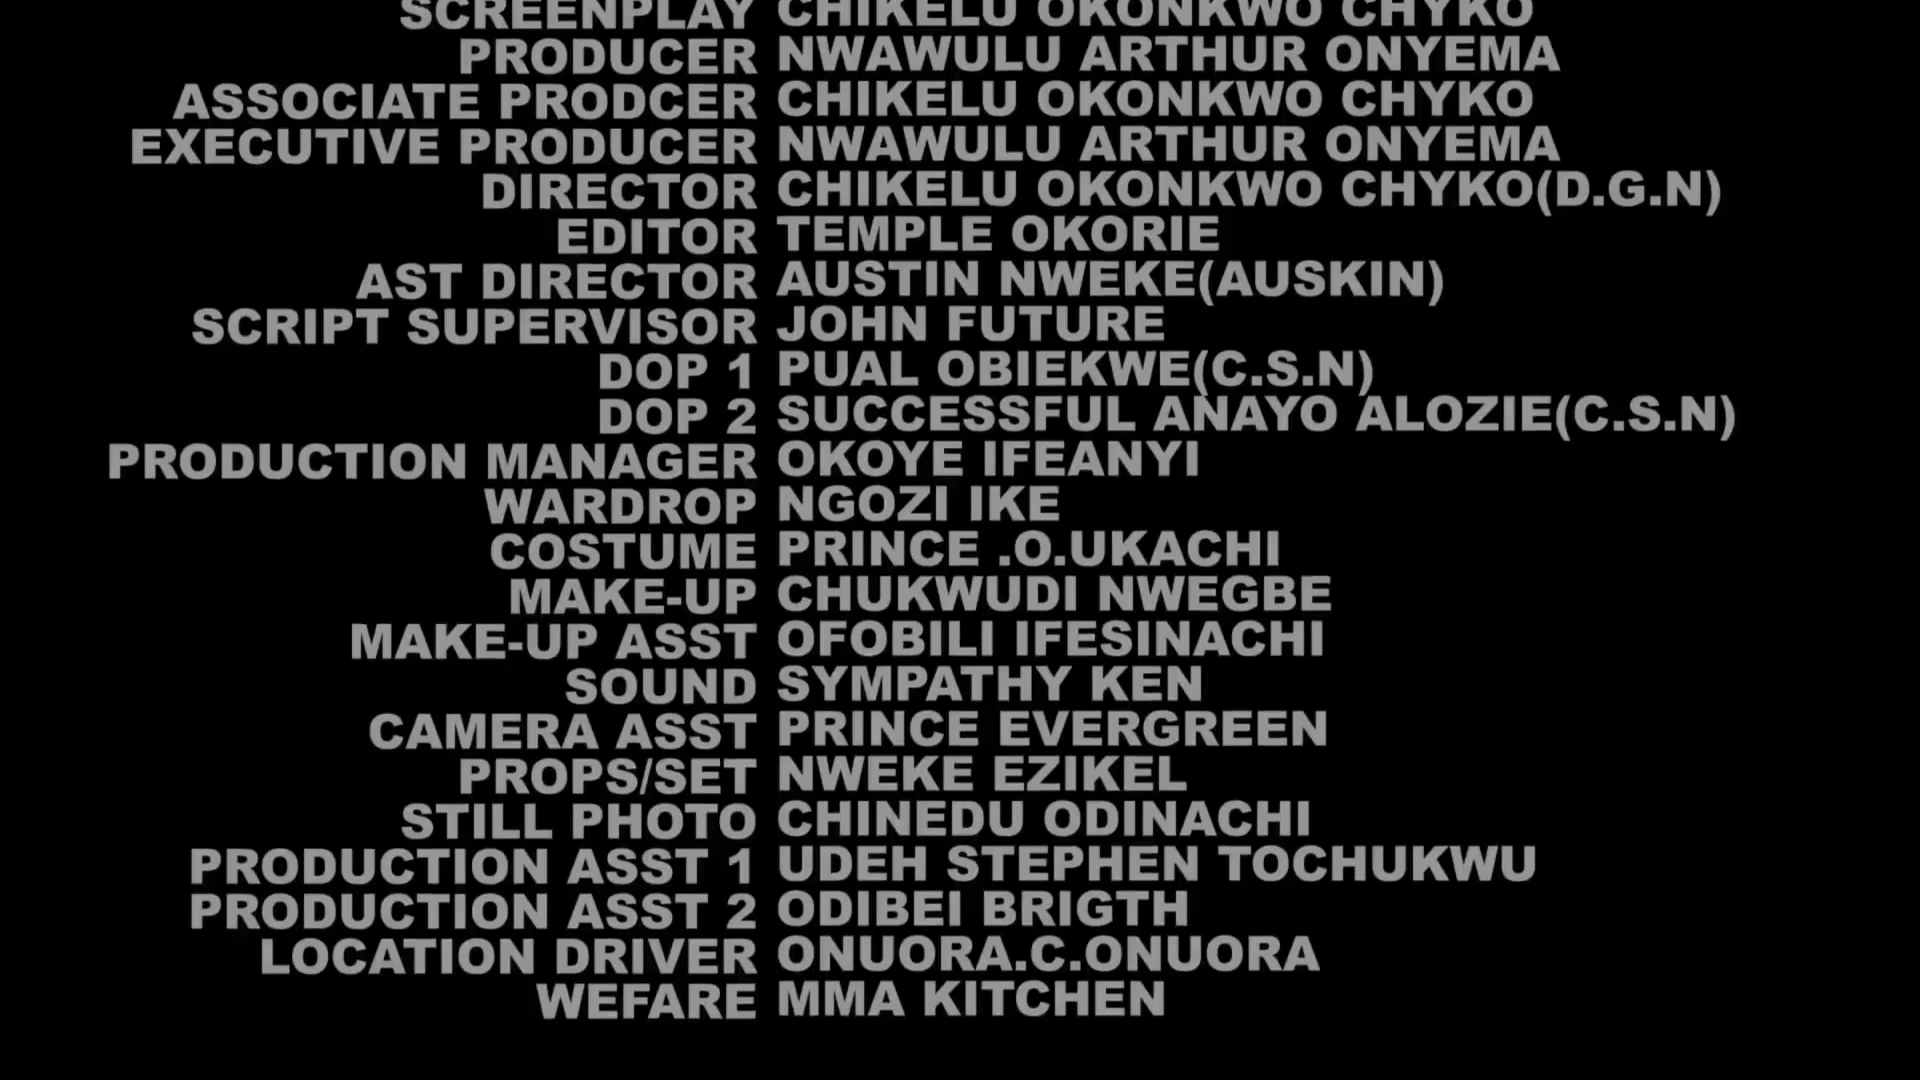 SCREENPLAY CHIKELU OKONKWO CHYKO
PRODUCER NWAWULU ARTHUR ONYEMA
ASSOCIATE PRODCER CHIKELU OKONKWO CHYKO
EXECUTIVE PRODUCER NWAWULU ARTHUR ONYEMA
DIRECTOR CHIKELU OKONKWO CHYKO(D.G.N)
EDITOR TEMPLE OKORIE
AST DIRECTOR AUSTIN NWEKE(AUSKIN)
SCRIPT SUPERVISOR JOHN FUTURE
DOP 1 PUAL OBIEKWE(C.S.N)
DOP 2 SUCCESSFUL ANAYO ALOZIE(C.S.N)
PRODUCTION MANAGER OKOYE IFEANYI
WARDROP NGOZI IKE
COSTUME PRINCE .O.UKACHI
MAKE-UP CHUKWUDI NWEGBE
MAKE-UP ASST OFOBILI IFESINACHI
SOUND SYMPATHY KEN
CAMERA ASST PRINCE EVERGREEN
PROPS/SET NWEKE EZIKEL
STILL PHOTO CHINEDU ODINACHI
PRODUCTION ASST 1 UDEH STEPHEN TOCHUKWU
PRODUCTION ASST 2 ODIBEI BRIGTH
LOCATION DRIVER ONUORA.C.ONUORA
WEFARE MMA KITCHEN